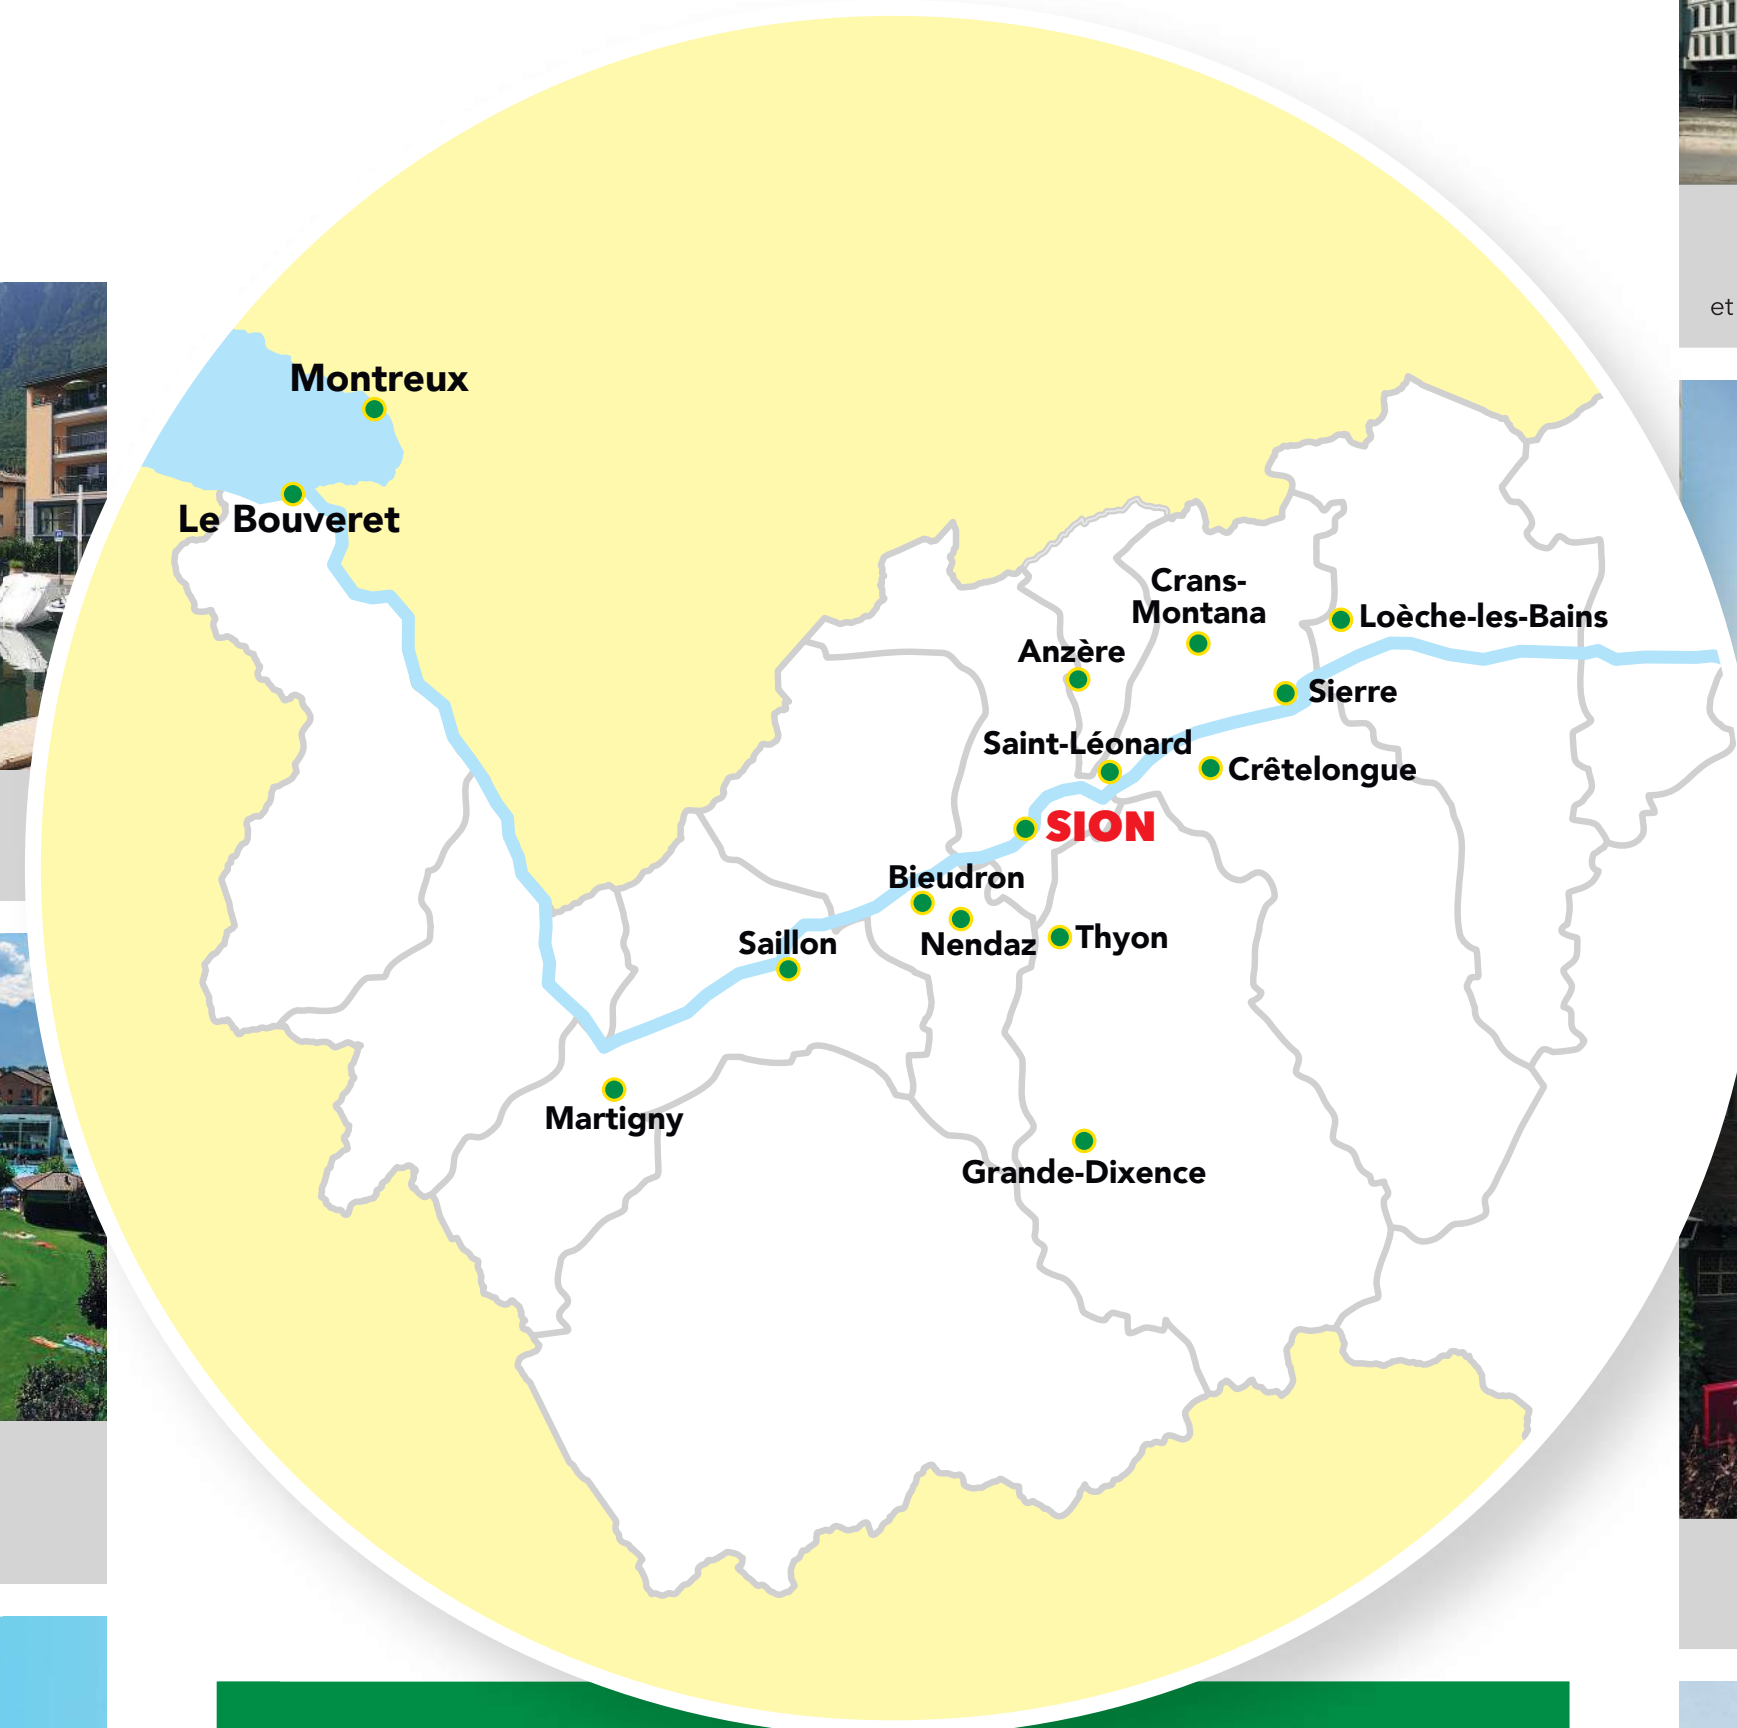 et
Montreux
Le Bouveret
Crans-
Montana
Loèche-les-Bains
Anzère
Sierre
Saint-Léonard
Crêtelongue
SION
Bieudron
Saillon
Nendaz
Thyon
Martigny
Grande-Dixence